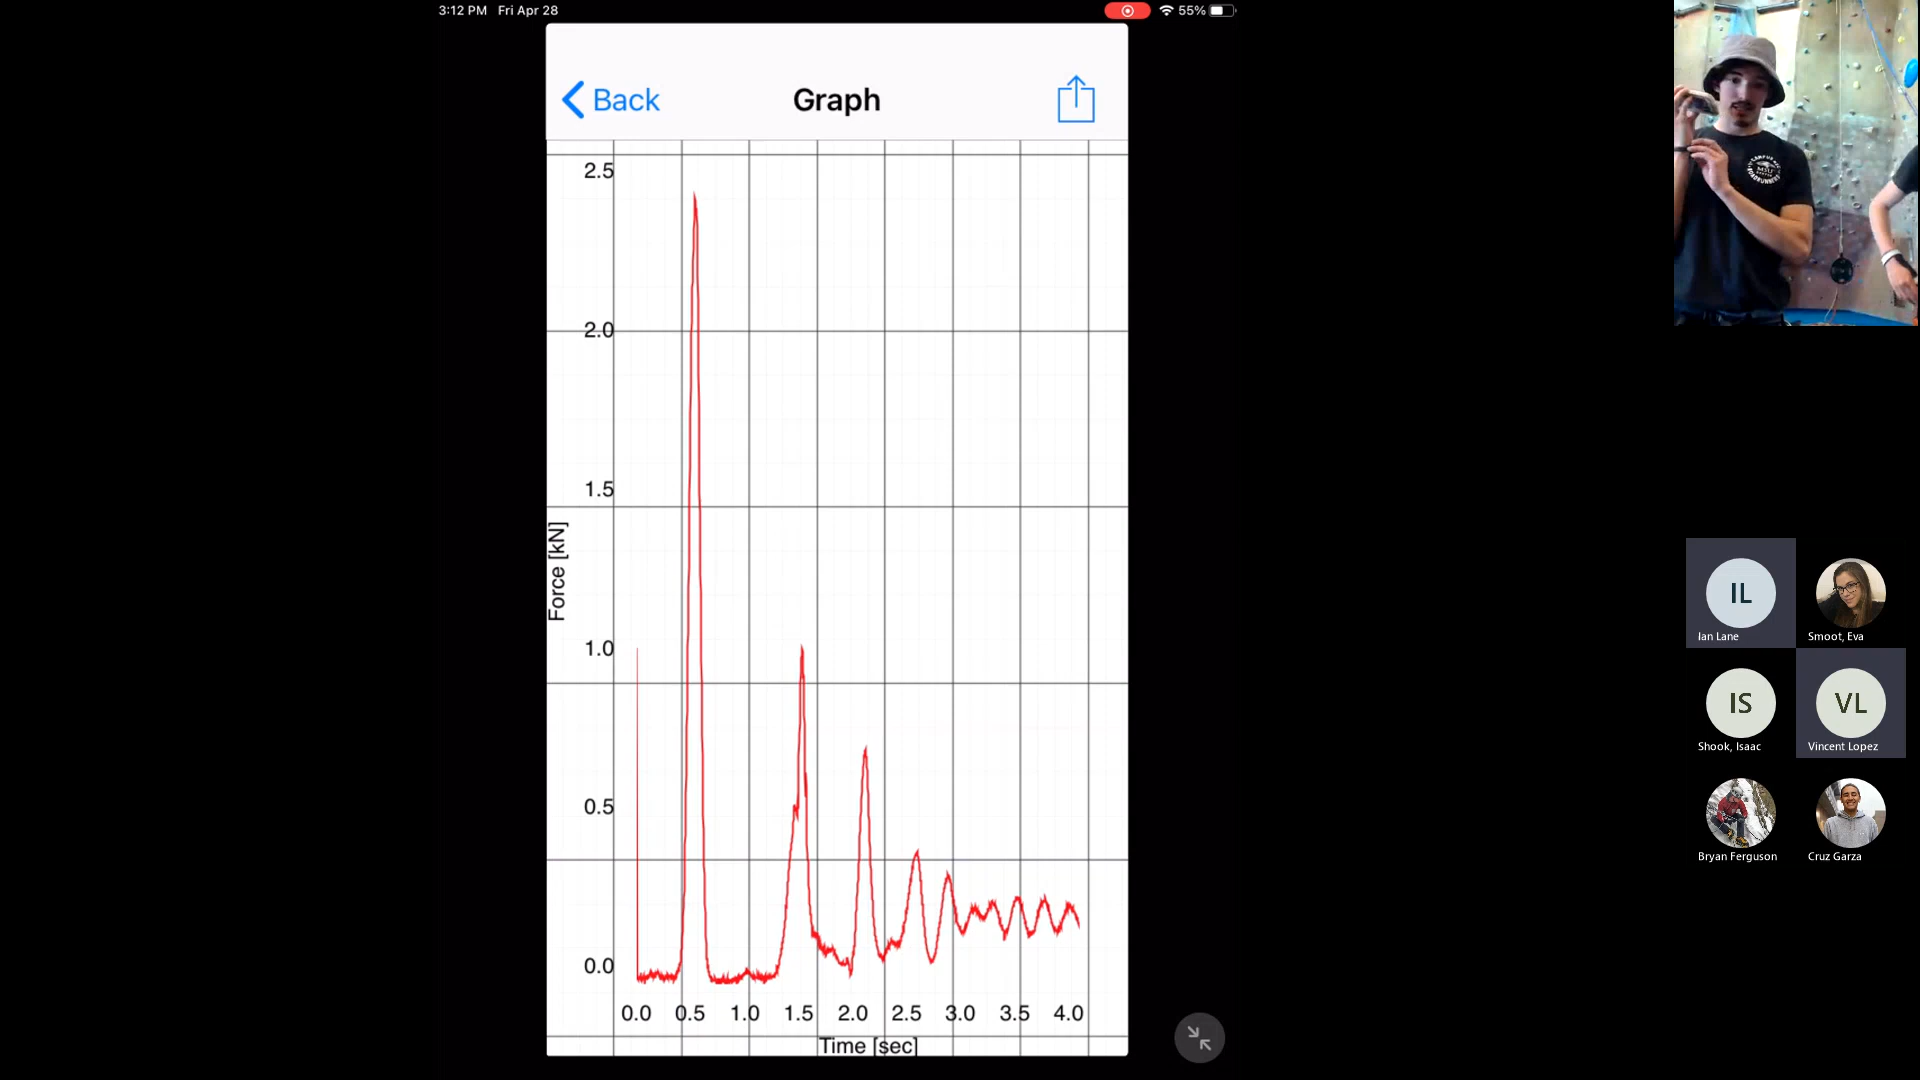 3:12 PM Fri Apr 28
55%
Back
Graph
2.5
2.0
1.5
1.0
0.5
0.0
Force [kN]
0.0 0.5 1.0 1.5 2.0 2.5 3.0 3.5 4.0
Time [sec]
MSU
IL
Ian Lane
Smoot, Eva
IS
Shook, Isaac
VL
Vincent Lopez
Bryan Ferguson
Cruz Garza